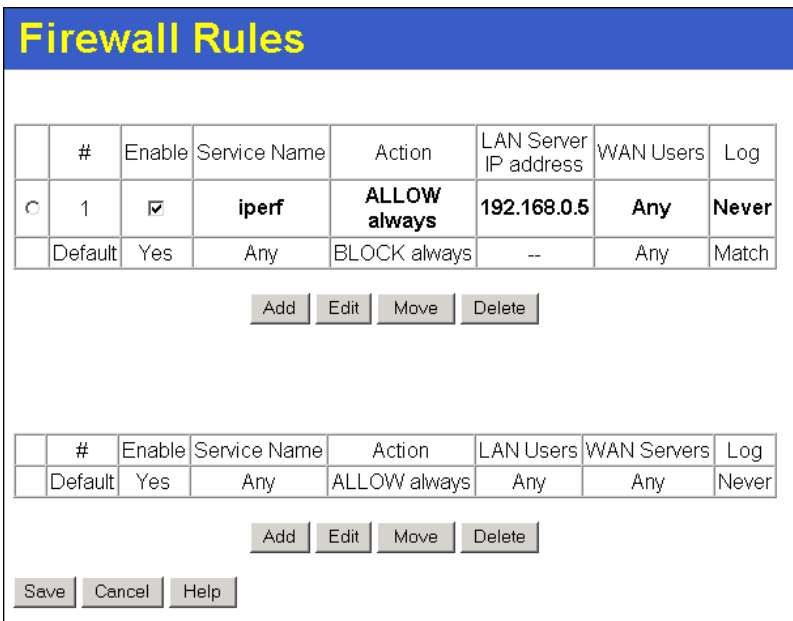 Firewall Rules
# Enable Service Name Action LAN Server IP address WAN Users Log
1 iperf ALLOW always 192.168.0.5 Any Never
Default Yes Any BLOCK always -- Any Match
Add Edit Move Delete
# Enable Service Name Action LAN Users WAN Servers Log
Default Yes Any ALLOW always Any Any Never
Add Edit Move Delete
Save Cancel Help